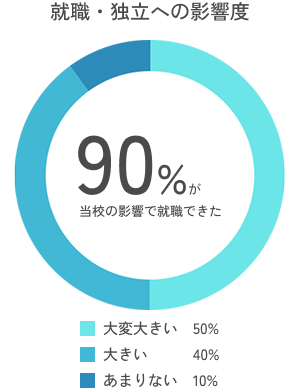 就職・独立への影響度
90%が
当校の影響で就職できた
大変大きい 50%
大きい 40%
あまりない 10%